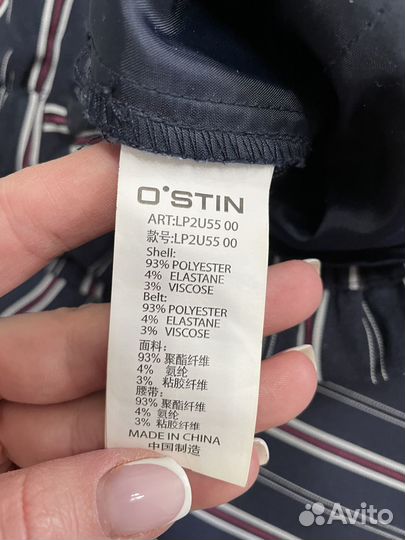 O'STIN
ART:LP2U55 00
款号:LP2U55 00
Shell:
93% POLYESTER
4% ELASTANE
3% VISCOSE
Belt:
93% POLYESTER
4% ELASTANE
3% VISCOSE
面料:
93% 聚酯纤维
4% 氨纶
3% 粘胶纤维
腰带:
93% 聚酯纤维
4% 氨纶
3% 粘胶纤维
MADE IN CHINA
中国制造
Avito